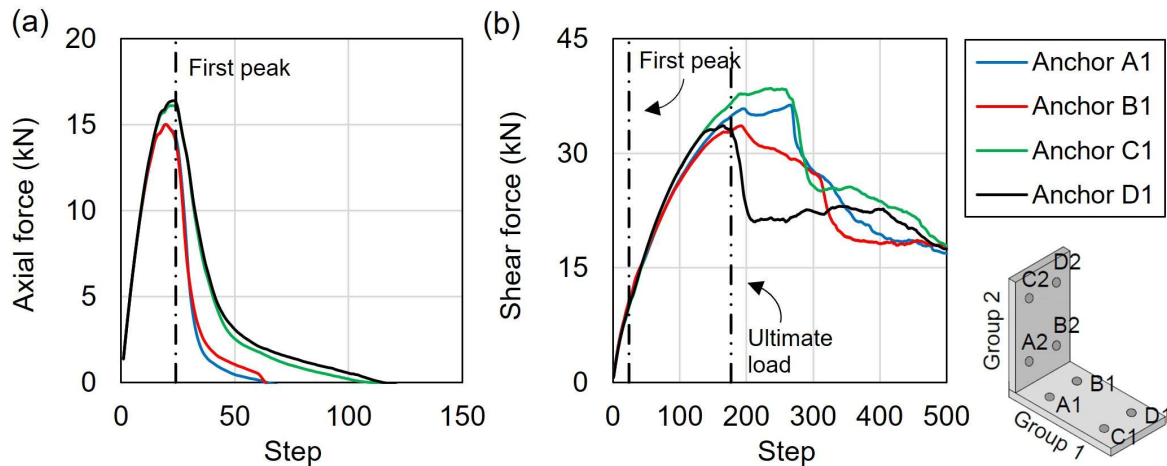 (a)
20
15
10
5
0
Axial force (kN)
First peak
0 50 100 150
Step
(b)
45
30
15
0
Shear force (kN)
First peak
Ultimate
load
0 100 200 300 400 500
Step
Anchor A1
Anchor B1
Anchor C1
Anchor D1
Group 2
D2
C2
B2
A2
B1
A1
D1
C1
Group 1